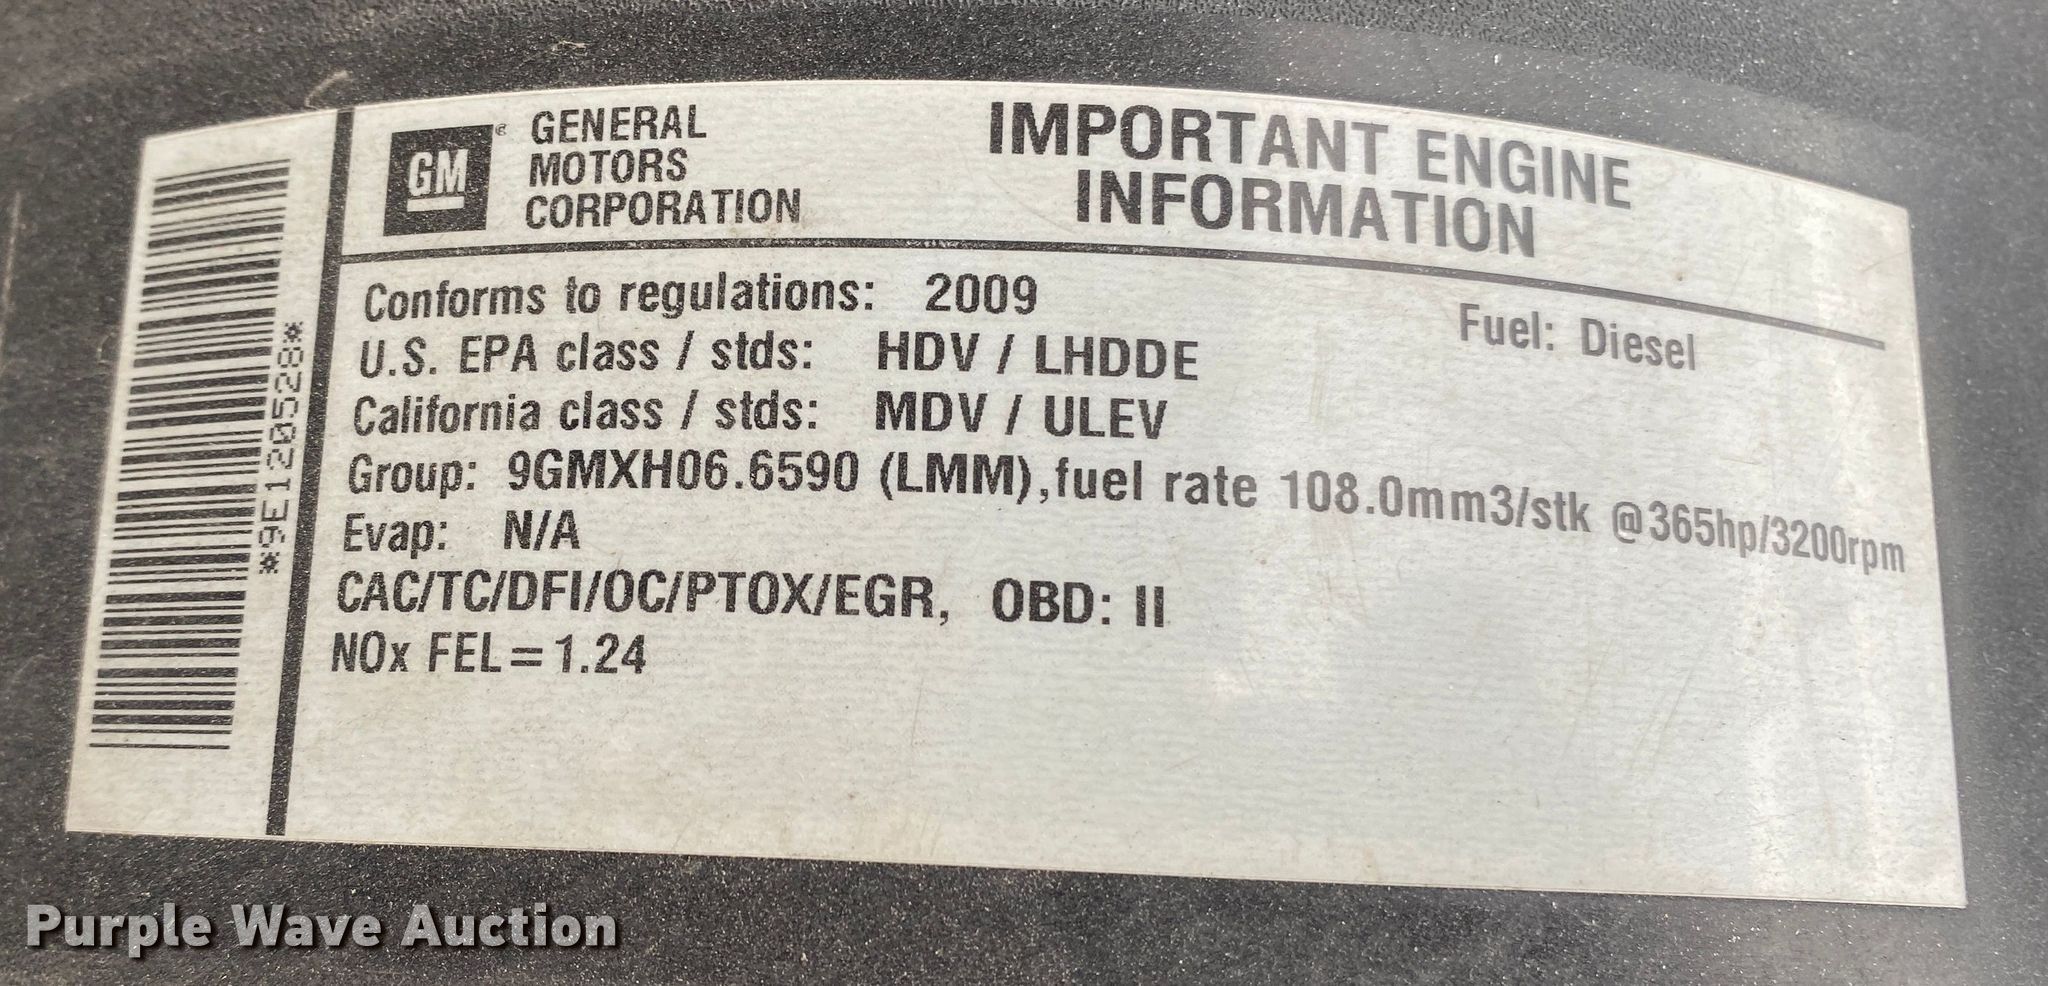 GM ® GENERAL
MOTORS
CORPORATION
IMPORTANT ENGINE
INFORMATION
Conforms to regulations: 2009
Fuel: Diesel
U.S. EPA class / stds: HDV / LHDDE
California class / stds: MDV / ULEV
Group: 9GMXH06.6590 (LMM),fuel rate 108.0mm3/stk @365hp/3200rpm
Evap: N/A
CAC/TC/DFI/OC/PTOX/EGR, OBD: II
NOx FEL=1.24
*9E1120528*
Purple Wave Auction